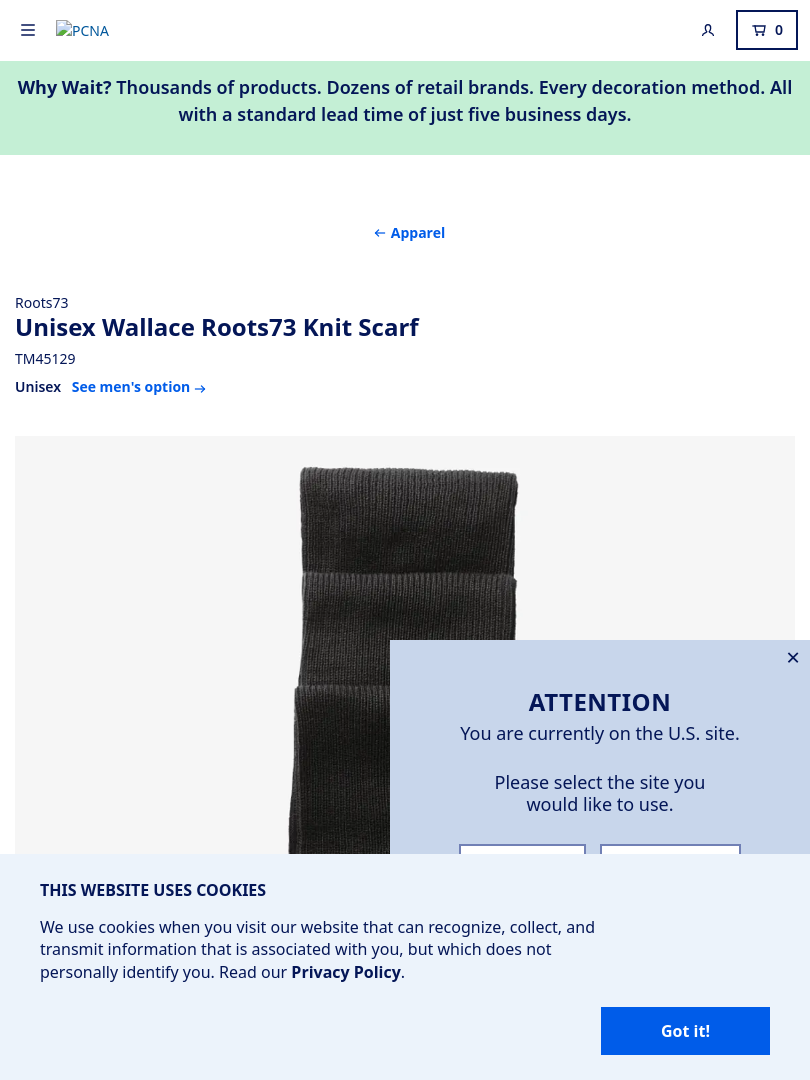 PCNA
0
Why Wait? Thousands of products. Dozens of retail brands. Every decoration method. All
with a standard lead time of just five business days.
Apparel
Roots73
Unisex Wallace Roots73 Knit Scarf
TM45129
Unisex See men's option
ATTENTION
You are currently on the U.S. site.
Please select the site you
would like to use.
THIS WEBSITE USES COOKIES
We use cookies when you visit our website that can recognize, collect, and
transmit information that is associated with you, but which does not
personally identify you. Read our Privacy Policy.
Got it!